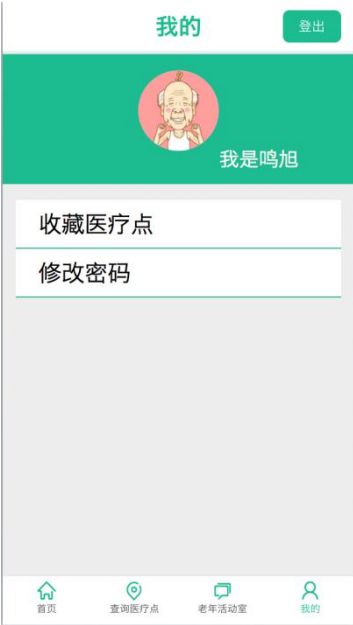 我的
登出
我是鸣旭
收藏医疗点
修改密码
首页
查询医疗点
老年活动室
我的